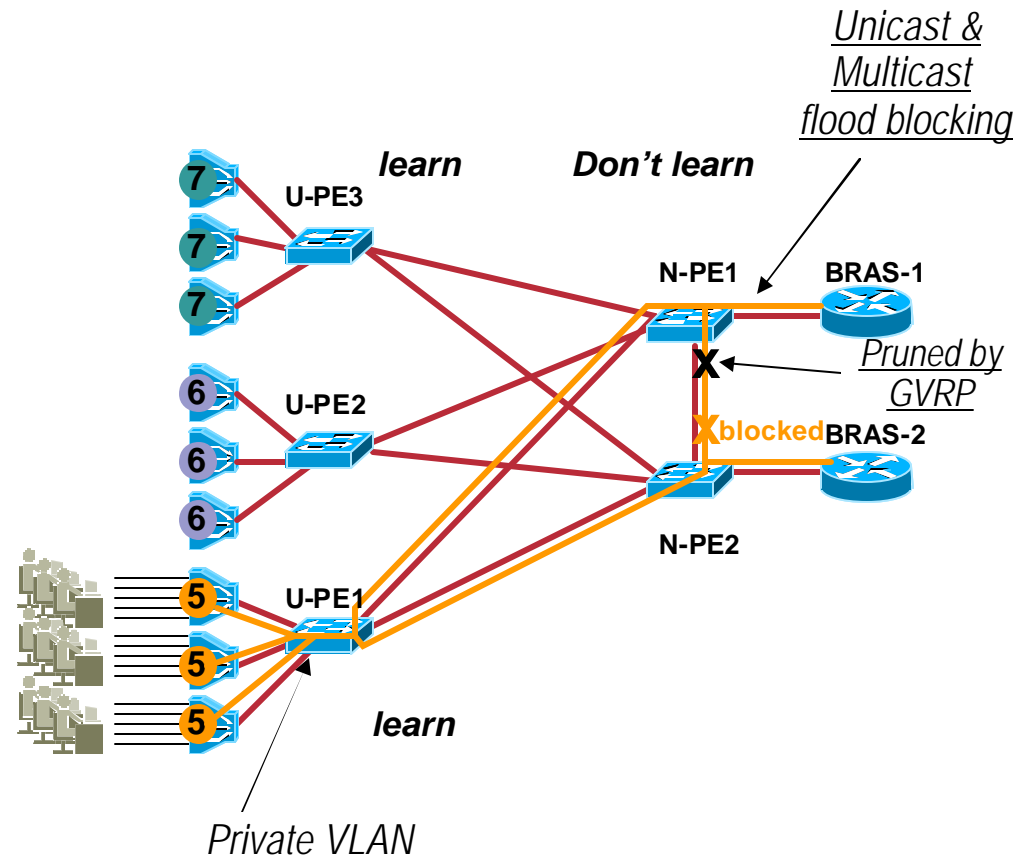 Unicast &
Multicast
flood blocking
learn
Don't learn
7
U-PE3
7
N-PE1
BRAS-1
7
X
Pruned by
GVRP
6
U-PE2
X
blocked
BRAS-2
6
6
N-PE2
5
U-PE1
5
5
learn
Private VLAN